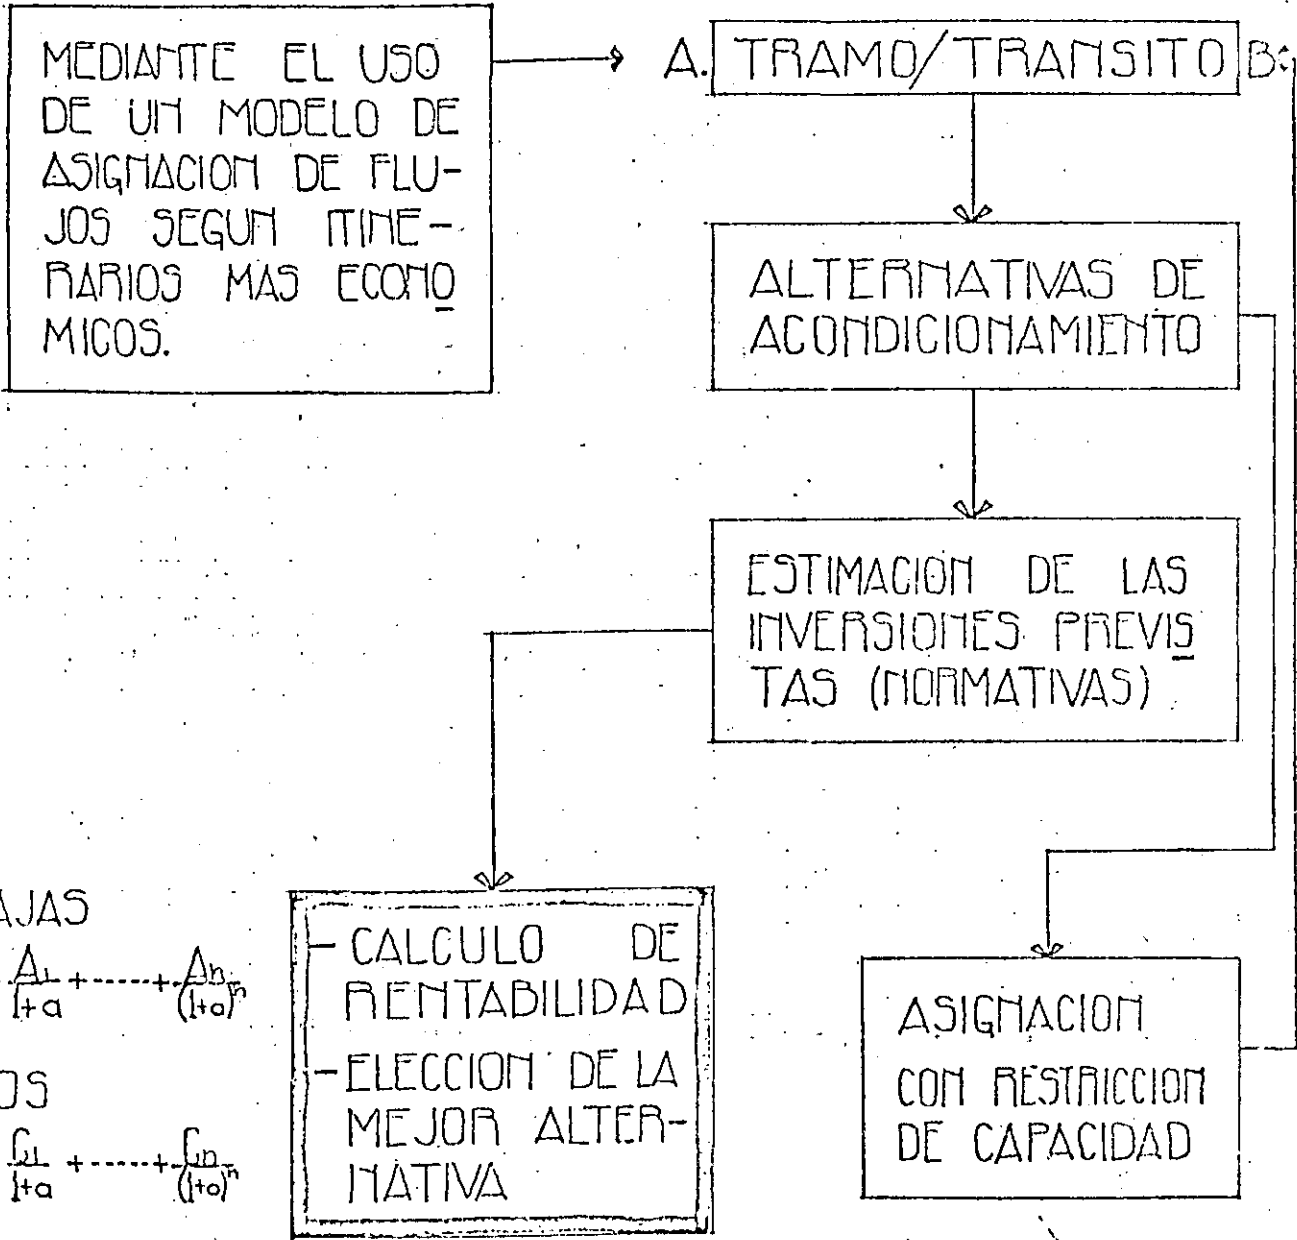 MEDIANTE EL USO
DE UN MODELO DE
ASIGNACION DE FLU-
JOS SEGUN ITINE-
RARIOS MAS ECONO
MICOS.
A. TRAMO/TRANSITO B:
ALTERNATIVAS DE
ACONDICIONAMIENTO
ESTIMACIÓN DE LAS
INVERSIONES PREVIS
TAS (NORMATIVAS)
AJAS
A1/1+a + ------ + An/(1+a)^n
OS
C1/1+a + ------ + Cn/(1+a)^n
- CALCULO DE
RENTABILIDAD
- ELECCION DE LA
MEJOR ALTER-
NATIVA
ASIGNACION
CON RESTRICCION
DE CAPACIDAD